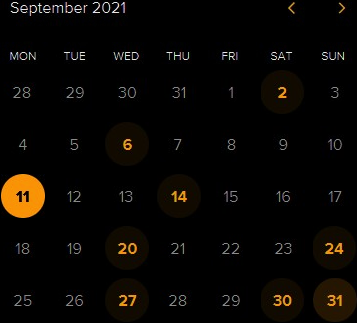 September 2021
MON TUE WED THU FRI SAT SUN
28 29 30 31 1 2 3
4 5 6 7 8 9 10
11 12 13 14 15 16 17
18 19 20 21 22 23 24
25 26 27 28 29 30 31